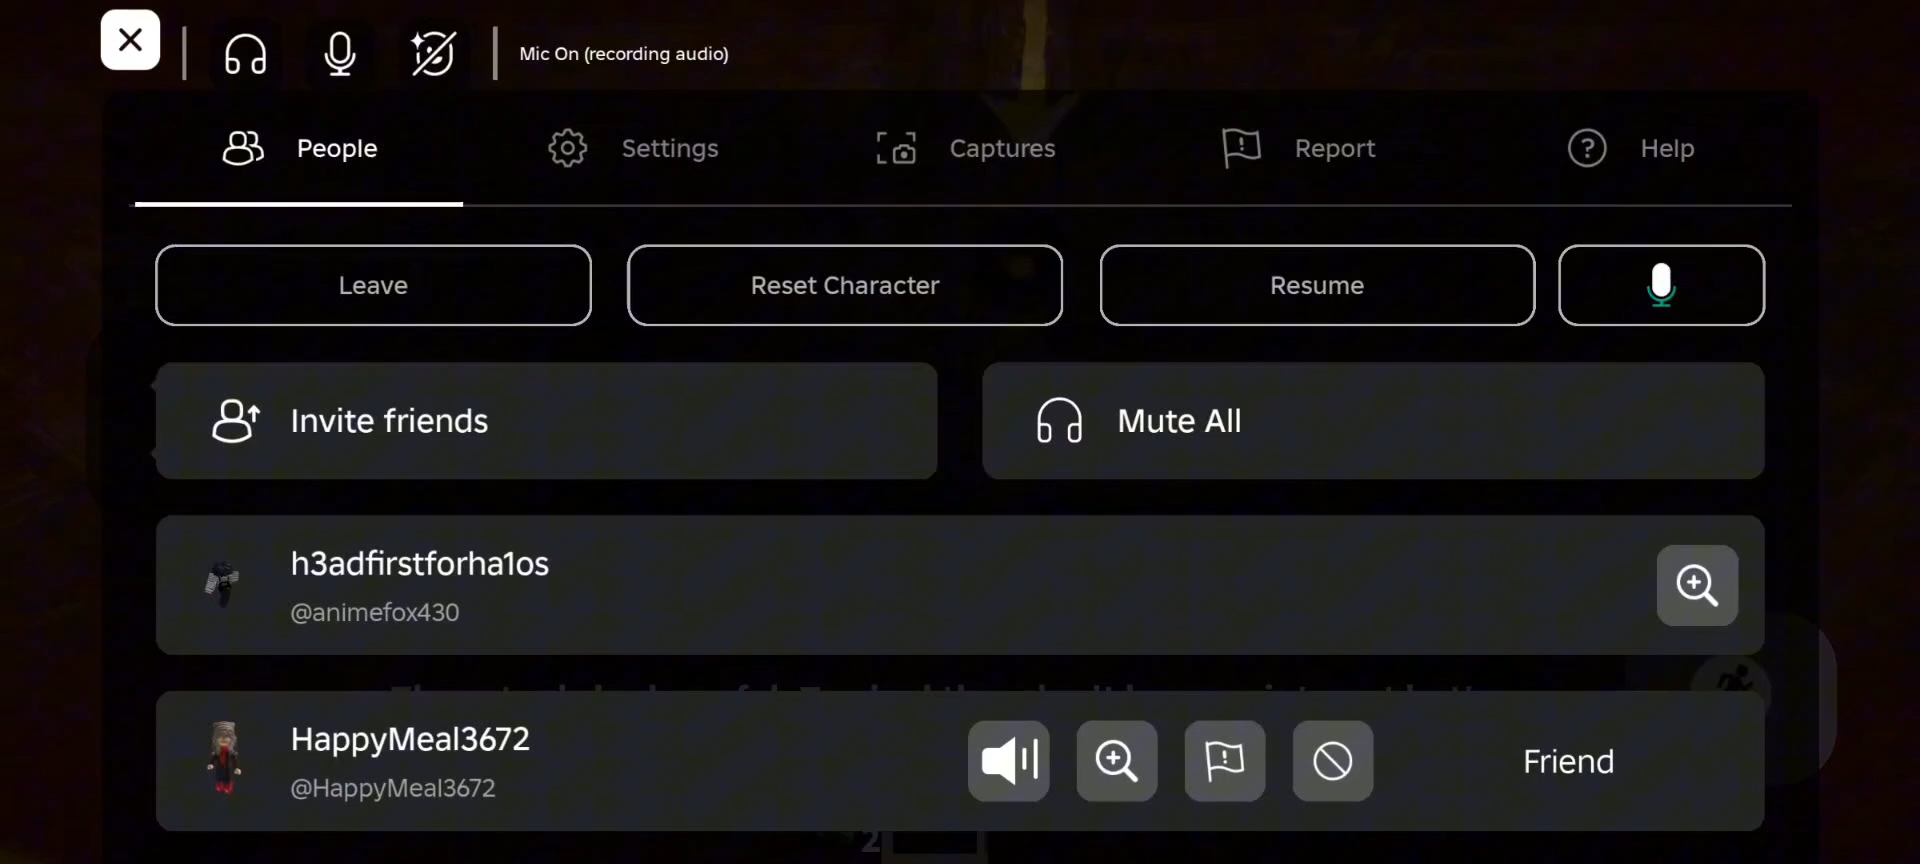 Mic On (recording audio)
People Settings Captures Report Help
Leave Reset Character Resume
Invite friends Mute All
h3adfirstforha1os
@animefox430
HappyMeal3672
@HappyMeal3672
Friend
2